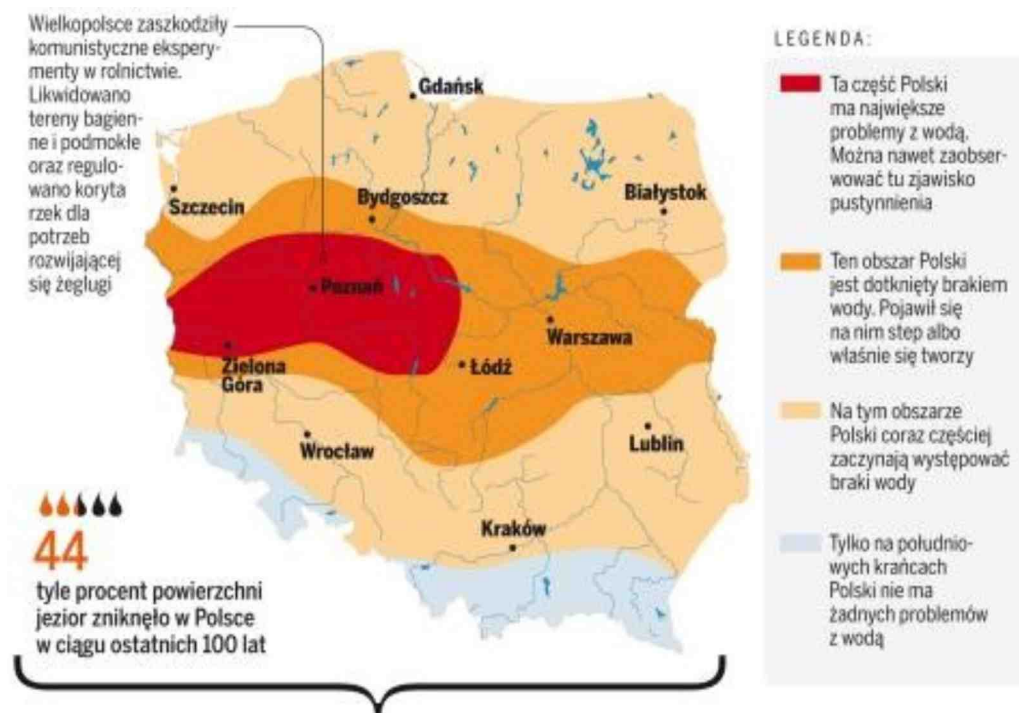 Wielkopolsce zaszkodziły
komunistyczne ekspery-
menty w rolnictwie.
Likwidowano
tereny bagien-
ne i podmokłe
oraz regulo-
wano koryta
rzek dla
potrzeb
rozwijającej
się żeglugi
Gdańsk
Szczecin
Bydgoszcz
Białystok
Poznań
Warszawa
Zielona
Góra
Łódź
Wrocław
Lublin
Kraków
44
tyle procent powierzchni
jezior zniknęło w Polsce
w ciągu ostatnich 100 lat
LEGENDA:
Ta część Polski
ma największe
problemy z wodą.
Można nawet zaobser-
wować tu zjawisko
pustynnienia
Ten obszar Polski
jest dotknięty brakiem
wody. Pojawił się
na nim step albo
właśnie się tworzy
Na tym obszarze
Polski coraz częściej
zaczynają występować
braki wody
Tylko na południo-
wych krańcach
Polski nie ma
żadnych problemów
z wodą